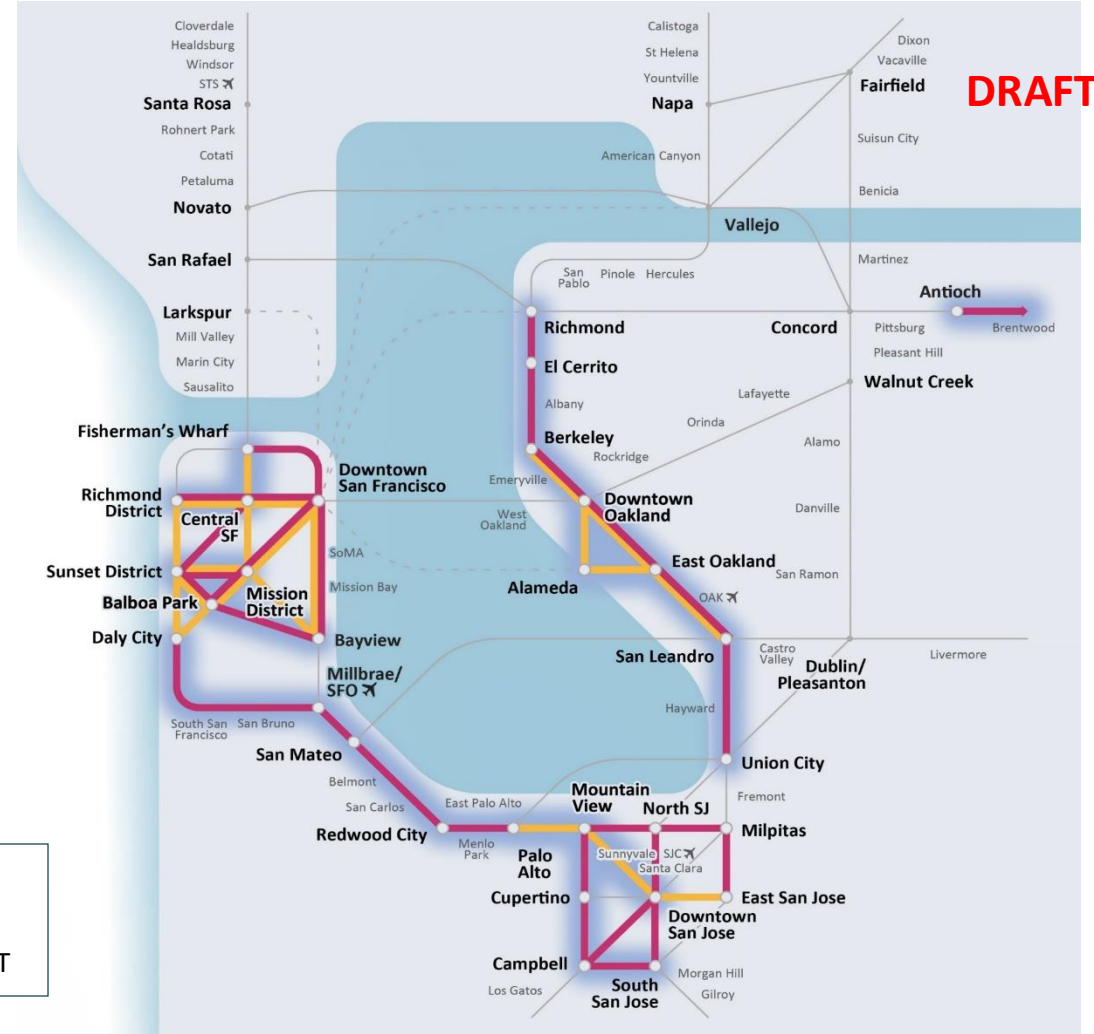 Cloverdale
Healdsburg
Windsor
STS
Santa Rosa
Rohnert Park
Cotati
Petaluma
Novato
San Rafael
Larkspur
Mill Valley
Marin City
Sausalito
Calistoga
St Helena
Yountville
Napa
American Canyon
Vallejo
Dixon
Vacaville
Fairfield
DRAFT
Suisun City
Benicia
Martinez
San
Pablo
Pinole
Hercules
Richmond
El Cerrito
Albany
Berkeley
Rockridge
Orinda
Lafayette
Concord
Pittsburg
Antioch
Brentwood
Pleasant Hill
Walnut Creek
Alamo
Danville
San Ramon
Fisherman's Wharf
Richmond
District
Central
SF
Downtown
San Francisco
SoMA
Mission Bay
Sunset District
Balboa Park
Mission
District
Daly City
Bayview
Emeryville
West
Oakland
Downtown
Oakland
Alameda
East Oakland
OAK
San Leandro
Castro
Valley
Dublin/
Pleasanton
Livermore
Hayward
Union City
Fremont
Millbrae/
SFO
South San
Francisco
San Bruno
San Mateo
Belmont
San Carlos
Redwood City
East Palo Alto
Menlo
Park
Palo
Alto
Mountain
View
North SJ
Milpitas
Sunnyvale
SJC
Santa Clara
Cupertino
Downtown
San Jose
East San Jose
Campbell
South
San Jose
Los Gatos
Morgan Hill
Gilroy
T